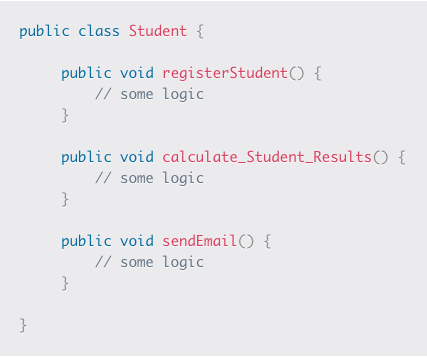 public class Student {
public void registerStudent() {
// some logic
}
public void calculate_Student_Results() {
// some logic
}
public void sendEmail() {
// some logic
}
}